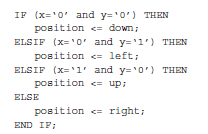 IF (x='0' and y='0') THEN
position <= down;
ELSIF (x='0' and y='1') THEN
position <= left;
ELSIF (x='1' and y='0') THEN
position <= up;
ELSE
position <= right;
END IF;